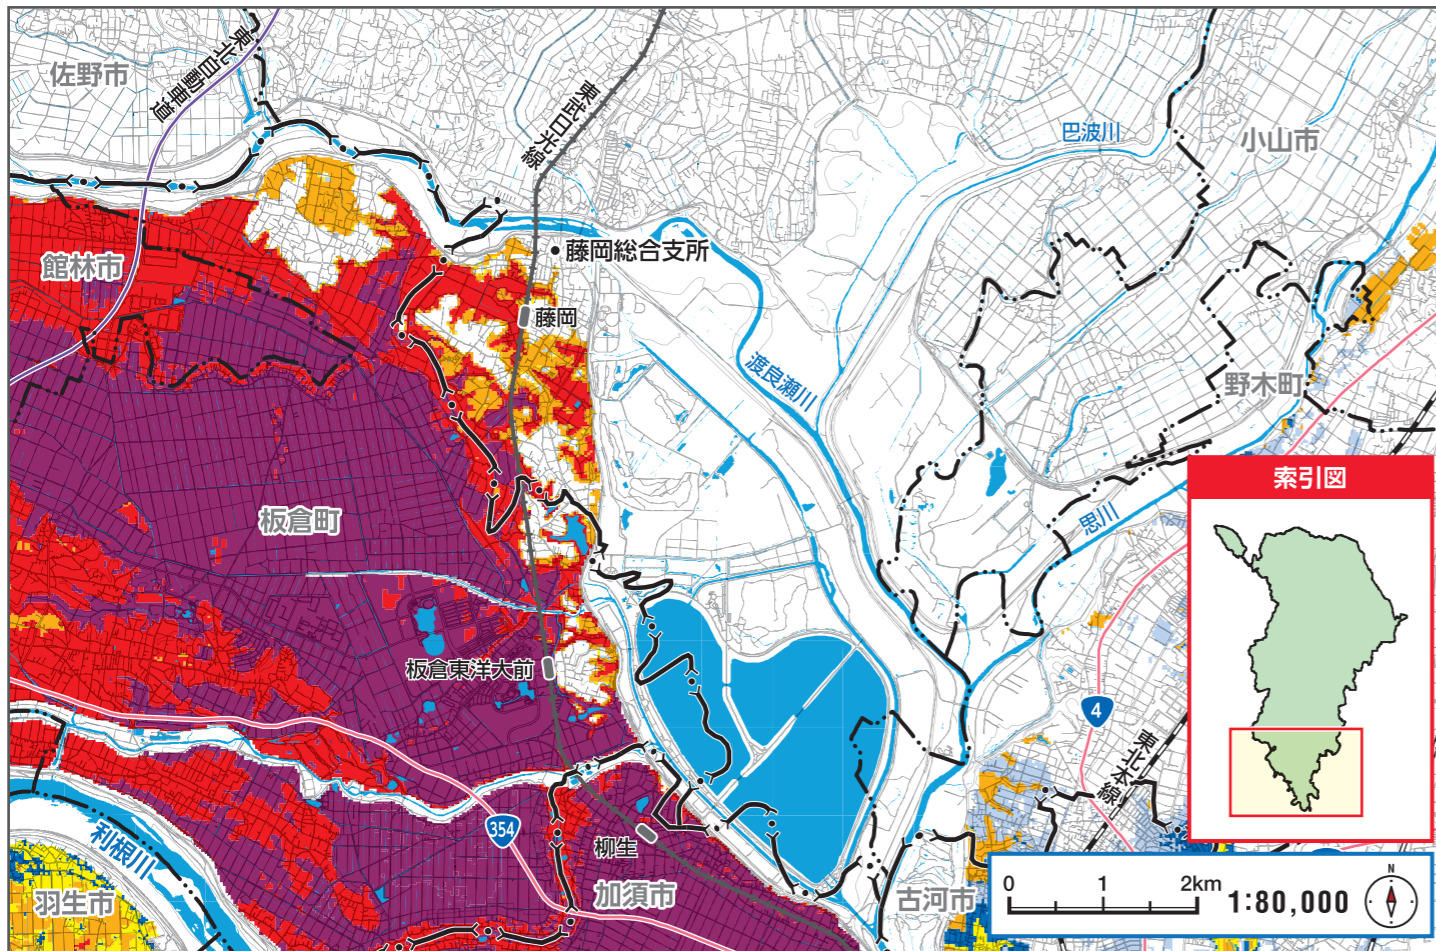 佐野市
東北自動車道
東武日光線
巴波川
小山市
藤岡総合支所
館林市
藤岡
渡良瀬川
野木町
索引図
思川
板倉町
板倉東洋大前
4
東北本線
354
利根川
柳生
羽生市
加須市
古河市
0 1 2km
1:80,000
N